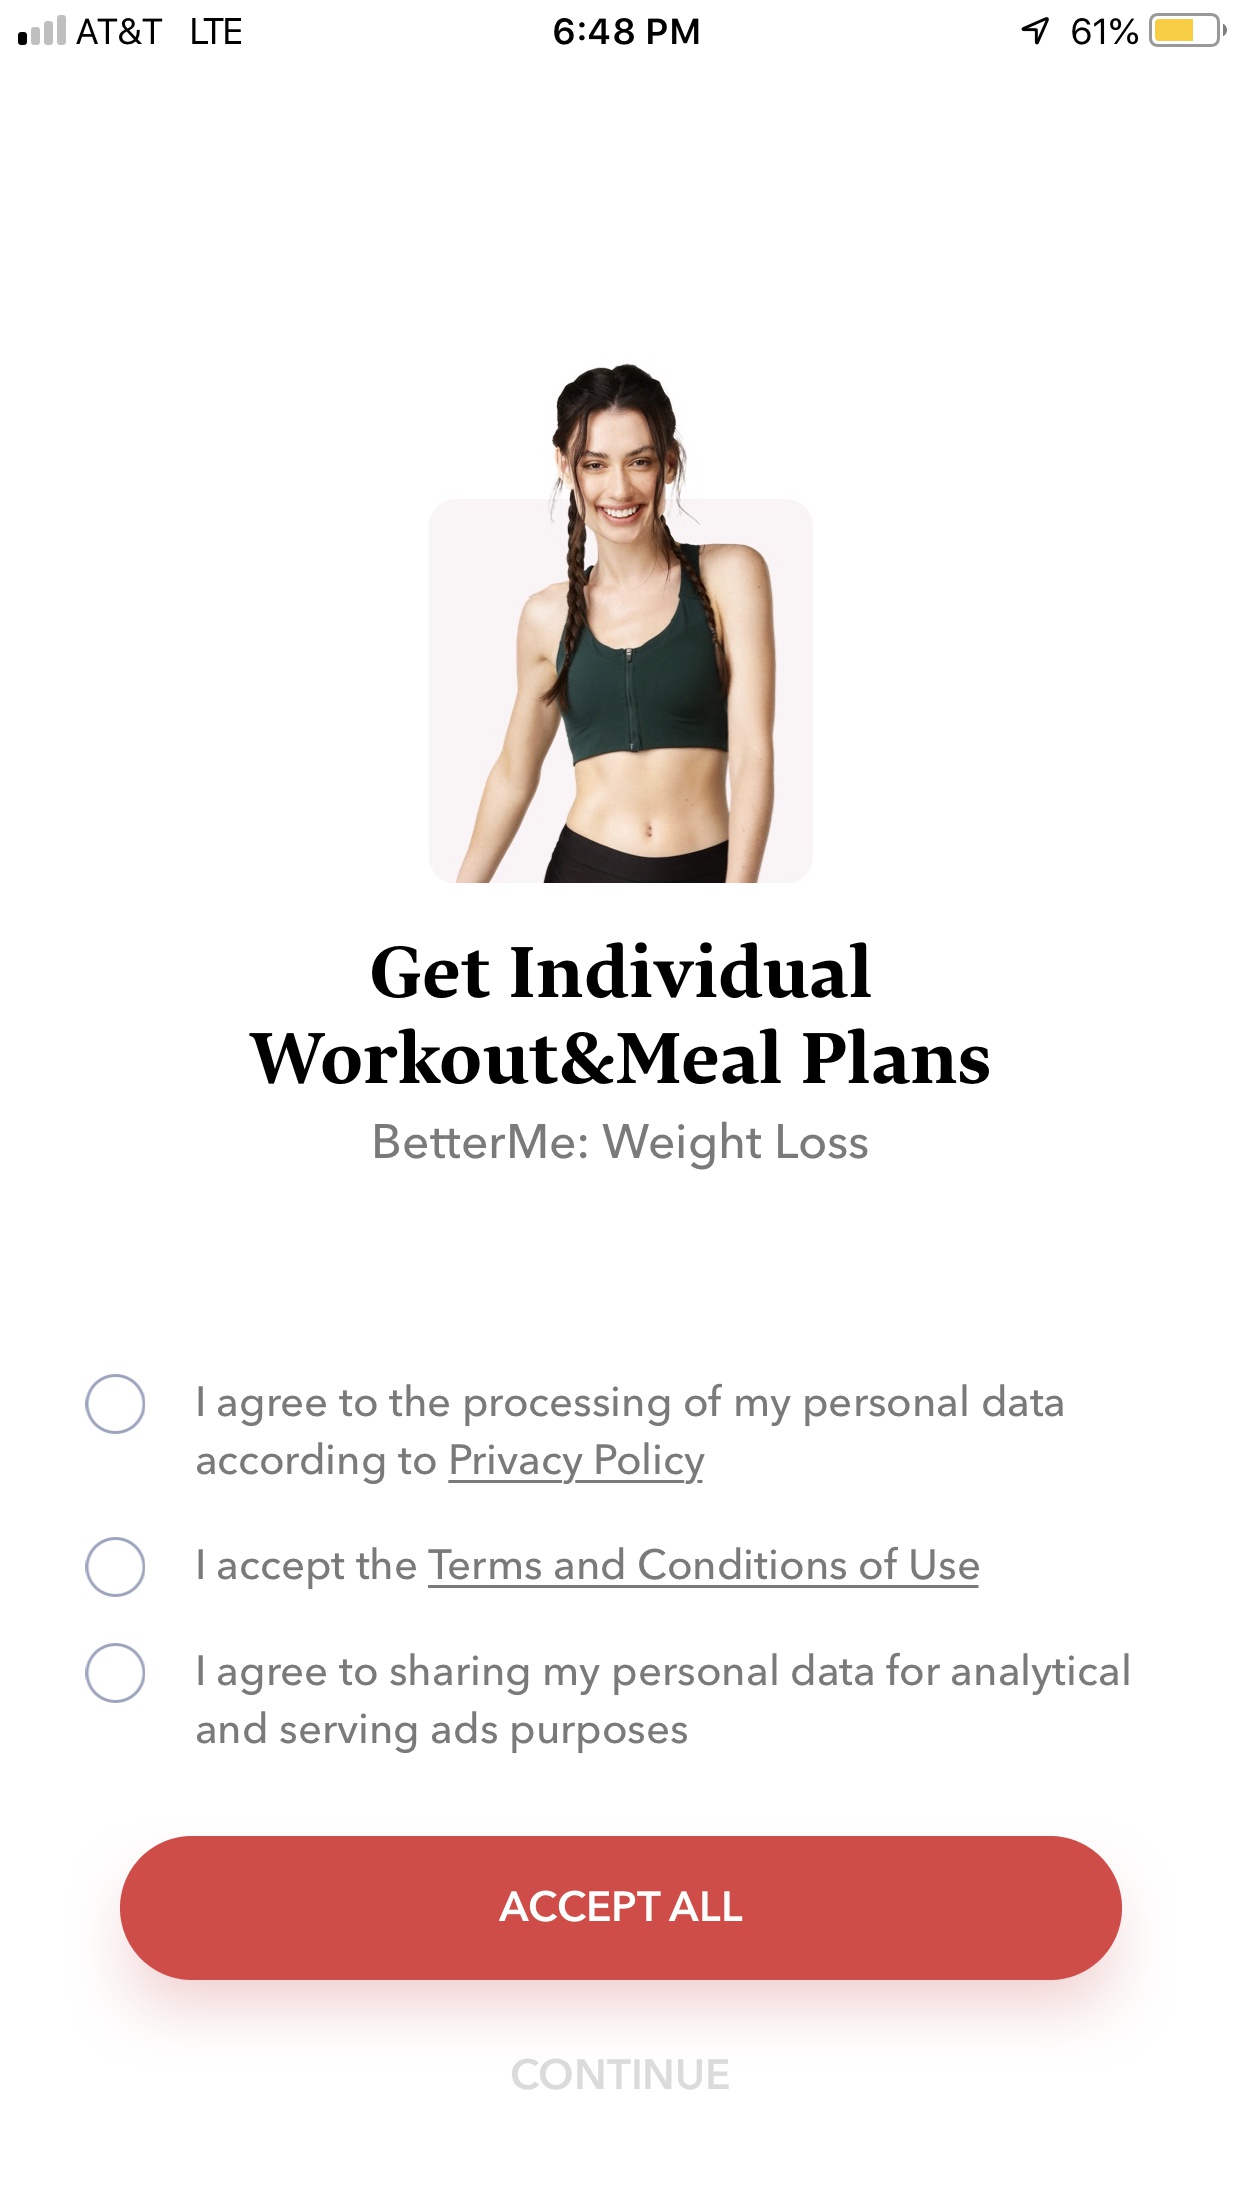 AT&T LTE 6:48 PM 61%
Get Individual
Workout&Meal Plans
BetterMe: Weight Loss
I agree to the processing of my personal data
according to Privacy Policy
I accept the Terms and Conditions of Use
I agree to sharing my personal data for analytical
and serving ads purposes
ACCEPT ALL
CONTINUE